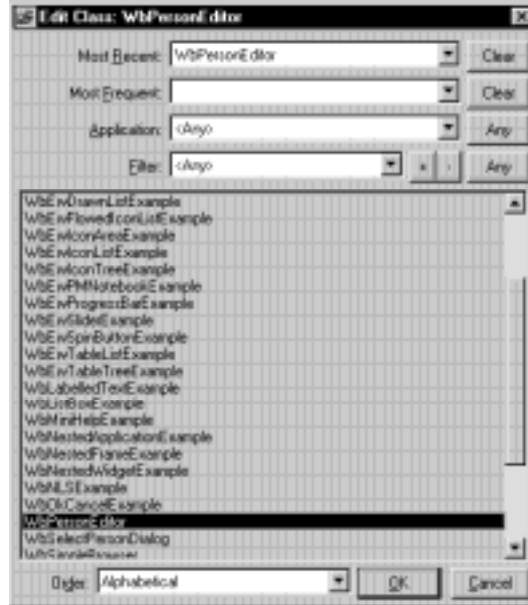 Edit Class: WbPersonEditor
Most Recent: WbPersonEditor Clear
Most Frequent: Clear
Application: <Any> Any
Filter: <Any> + - Any
WbEwDrawnListExample
WbEwFlowedIconListExample
WbEwIconAreaExample
WbEwIconListExample
WbEwIconTreeExample
WbEwPMNotebookExample
WbEwProgressBarExample
WbEwSliderExample
WbEwSpinButtonExample
WbEwTableListExample
WbEwTableTreeExample
WbLabelledTextExample
WbListBoxExample
WbMiniHelpExample
WbNestedApplicationExample
WbNestedFrameExample
WbNestedWidgetExample
WbNLSExample
WbOkCancelExample
WbPersonEditor
WbSelectPersonDialog
WbSimpleBrowser
Order: Alphabetical OK Cancel